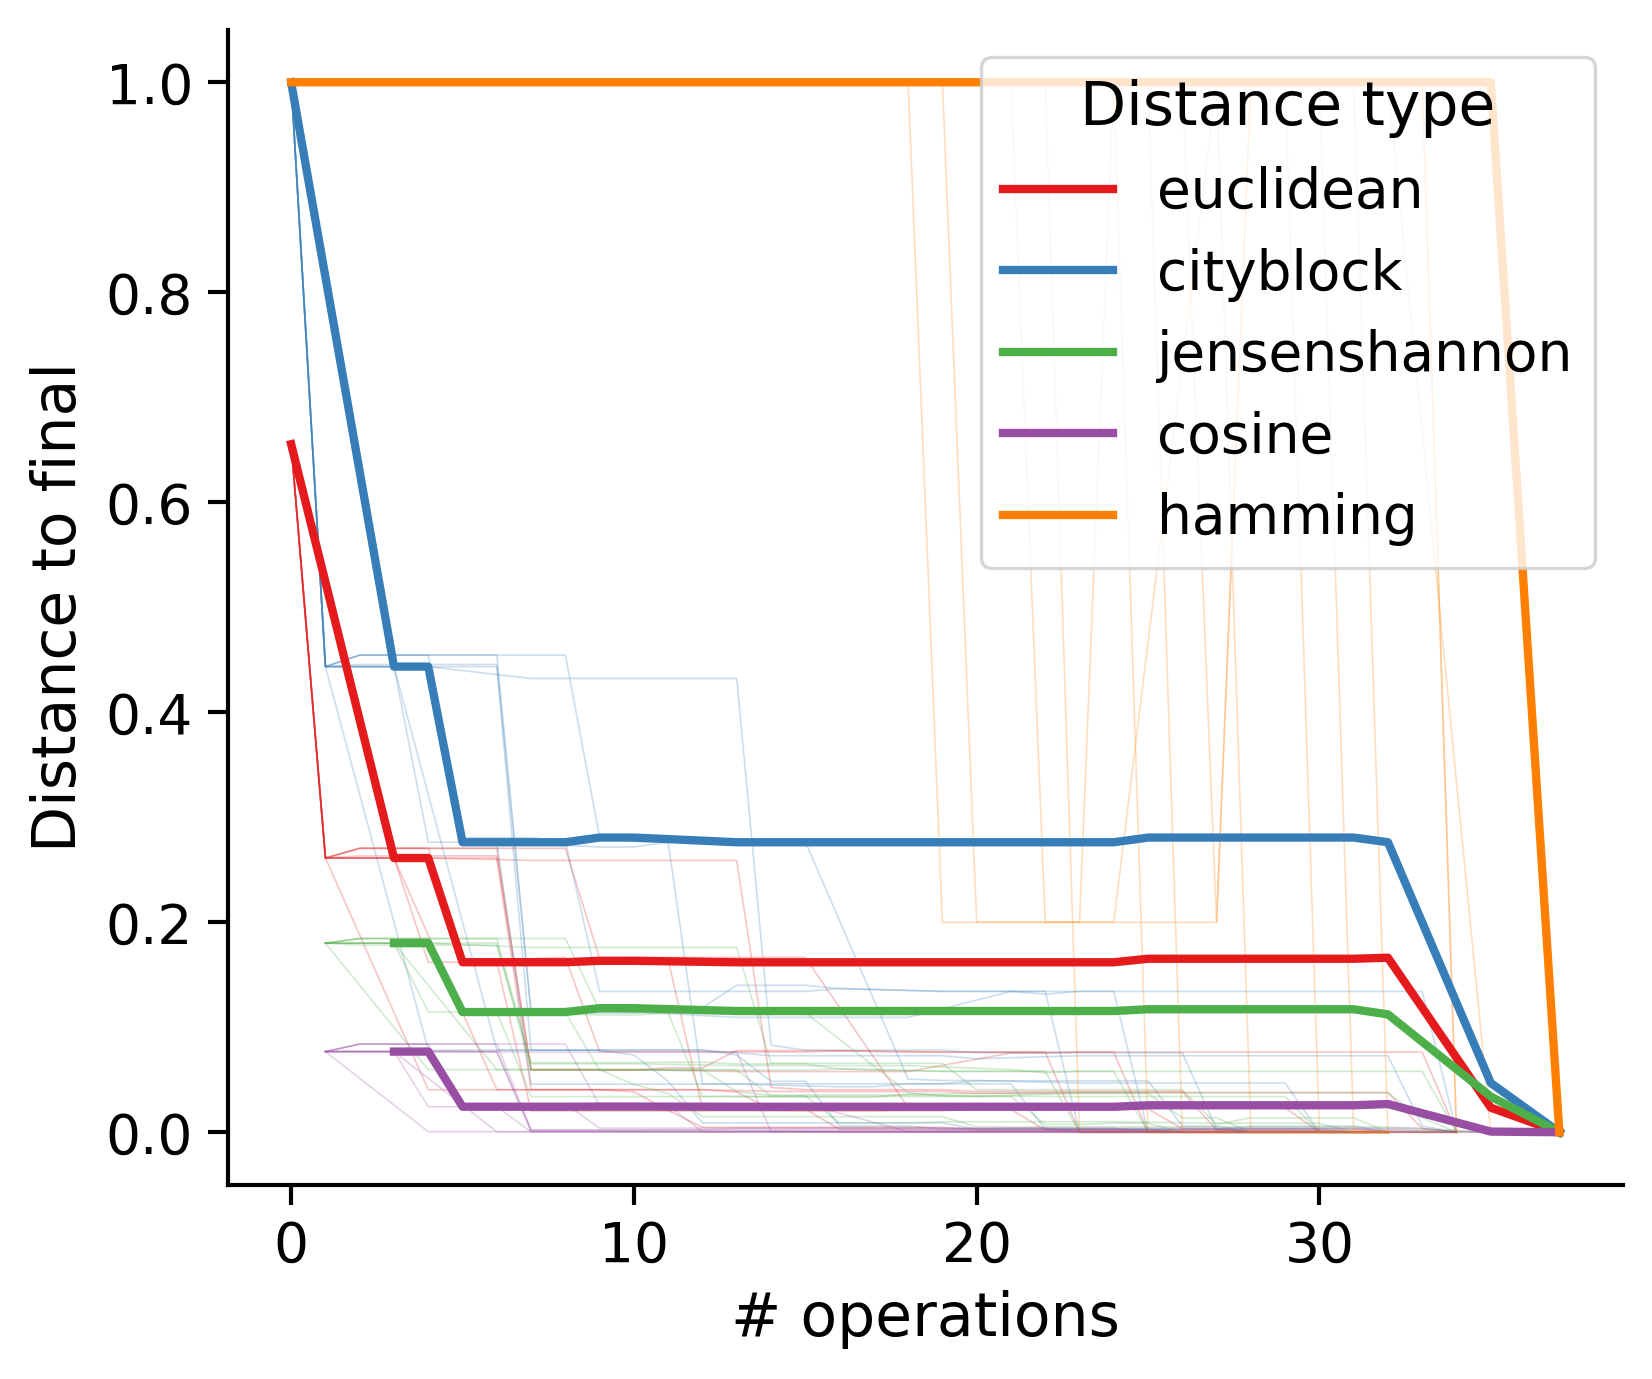 1.0
0.8
0.6
0.4
0.2
0.0
Distance to final
0 10 20 30
# operations
Distance type
euclidean
cityblock
jensenshannon
cosine
hamming